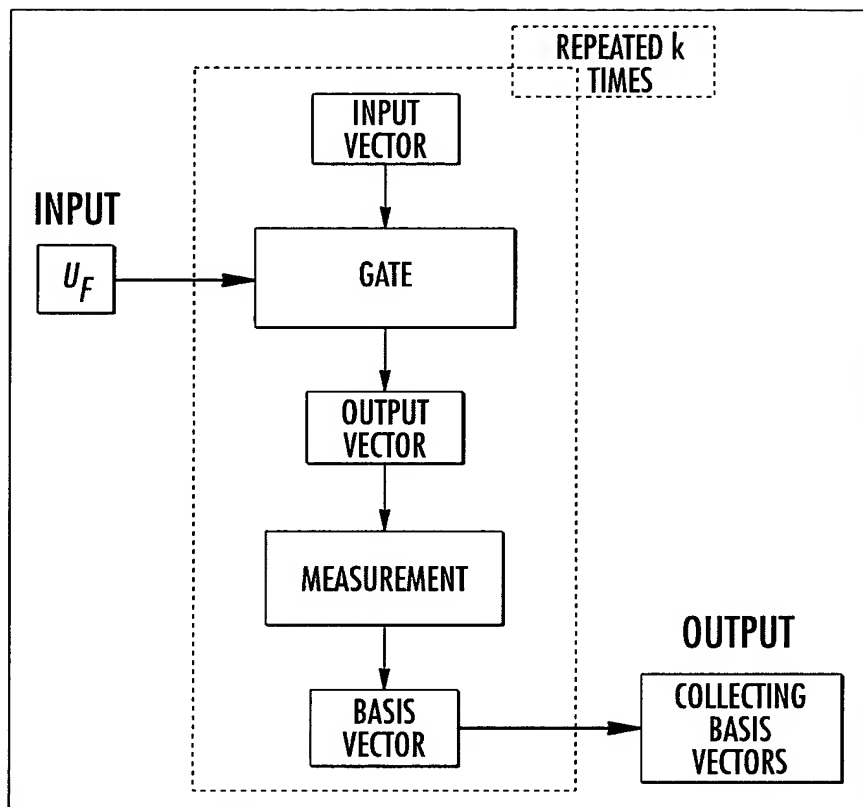 REPEATED k
TIMES
INPUT
VECTOR
INPUT
U_F
GATE
OUTPUT
VECTOR
MEASUREMENT
OUTPUT
BASIS
VECTOR
COLLECTING
BASIS
VECTORS